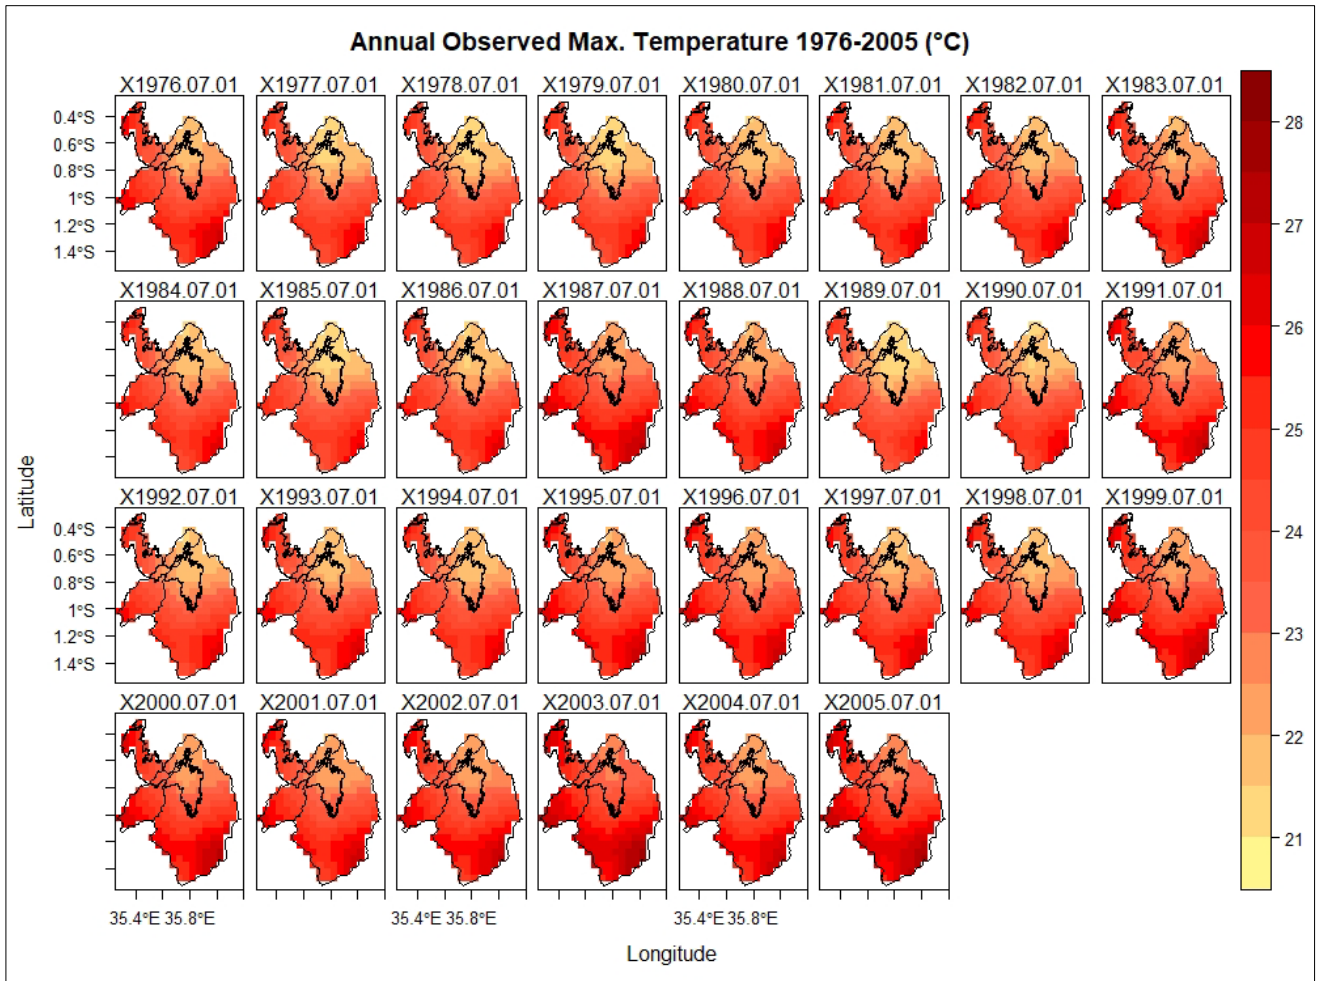 Annual Observed Max. Temperature 1976-2005 (°C)
X1976.07.01 X1977.07.01 X1978.07.01 X1979.07.01 X1980.07.01 X1981.07.01 X1982.07.01 X1983.07.01
0.4°S
0.6°S
0.8°S
1°S
1.2°S
1.4°S
X1984.07.01 X1985.07.01 X1986.07.01 X1987.07.01 X1988.07.01 X1989.07.01 X1990.07.01 X1991.07.01
X1992.07.01 X1993.07.01 X1994.07.01 X1995.07.01 X1996.07.01 X1997.07.01 X1998.07.01 X1999.07.01
0.4°S
0.6°S
0.8°S
1°S
1.2°S
1.4°S
X2000.07.01 X2001.07.01 X2002.07.01 X2003.07.01 X2004.07.01 X2005.07.01
35.4°E 35.8°E 35.4°E 35.8°E 35.4°E 35.8°E
Latitude
Longitude
28
27
26
25
24
23
22
21